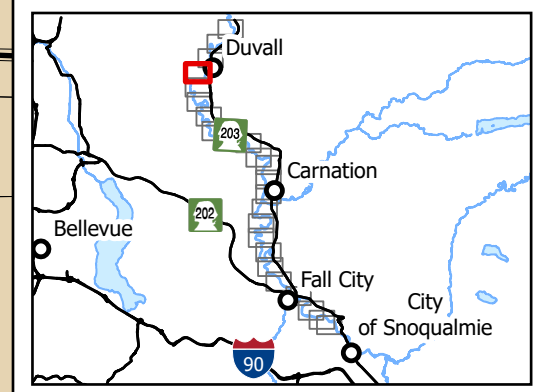 Duvall
203
Carnation
202
Bellevue
Fall City
City
of Snoqualmie
90